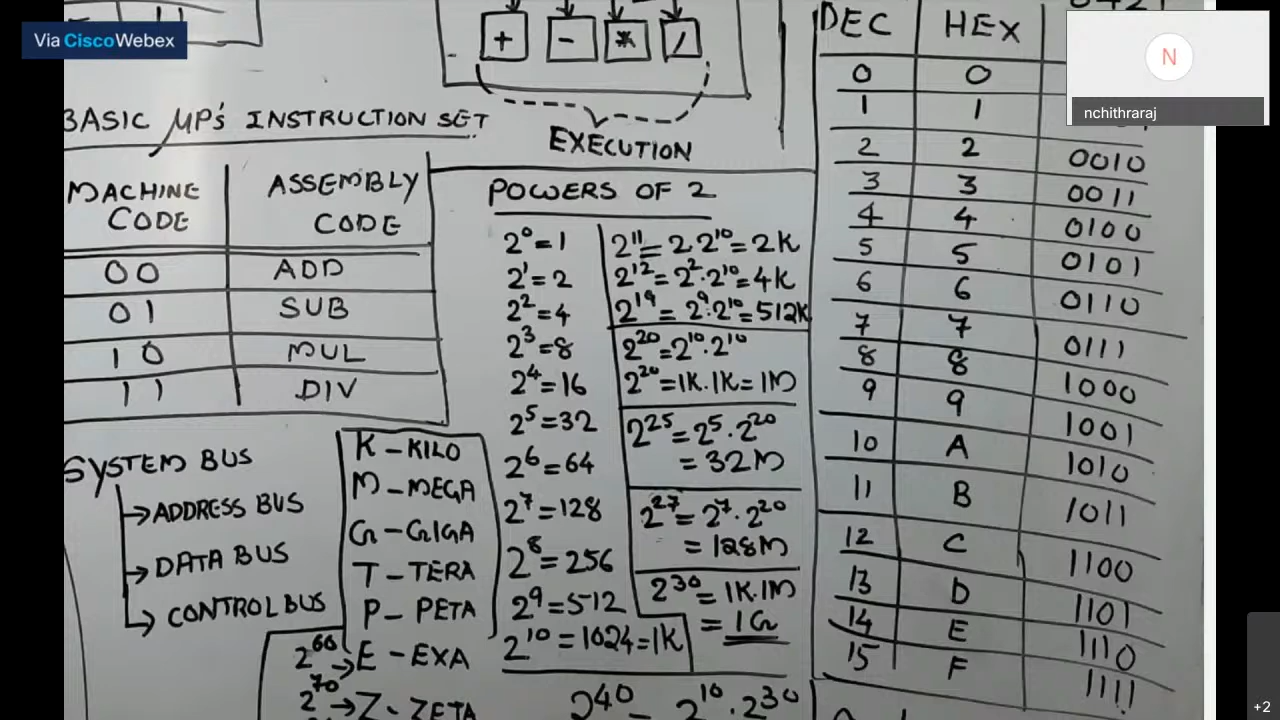 Via Cisco Webex
nchithraraj
+2
+ - * /
EXECUTION
BASIC μP's INSTRUCTION SET
MACHINE CODE ASSEMBLY CODE
00 ADD
01 SUB
10 MUL
11 DIV
SYSTEM BUS
→ADDRESS BUS
→DATA BUS
→CONTROL BUS
K - KILO
M - MEGA
G - GIGA
T - TERA
P - PETA
2⁶⁰→E - EXA
2⁷⁰→Z - ZETA
POWERS OF 2
2⁰=1
2¹=2
2²=4
2³=8
2⁴=16
2⁵=32
2⁶=64
2⁷=128
2⁸=256
2⁹=512
2¹⁰=1024=1K
2¹¹=2.2¹⁰=2K
2¹²=2².2¹⁰=4K
2¹⁹=2⁹.2¹⁰=512K
2²⁰=2¹⁰.2¹⁰
2²⁰=1K.1K=1M
2²⁵=2⁵.2²⁰
=32M
2²⁷=2⁷.2²⁰
=128M
2³⁰=1K.1M
=1G
2⁴⁰ = 2¹⁰.2³⁰
DEC HEX
0 0
1 1
2 2 0010
3 3 0011
4 4 0100
5 5 0101
6 6 0110
7 7 0111
8 8 1000
9 9 1001
10 A 1010
11 B 1011
12 C 1100
13 D 1101
14 E 1110
15 F 1111
N